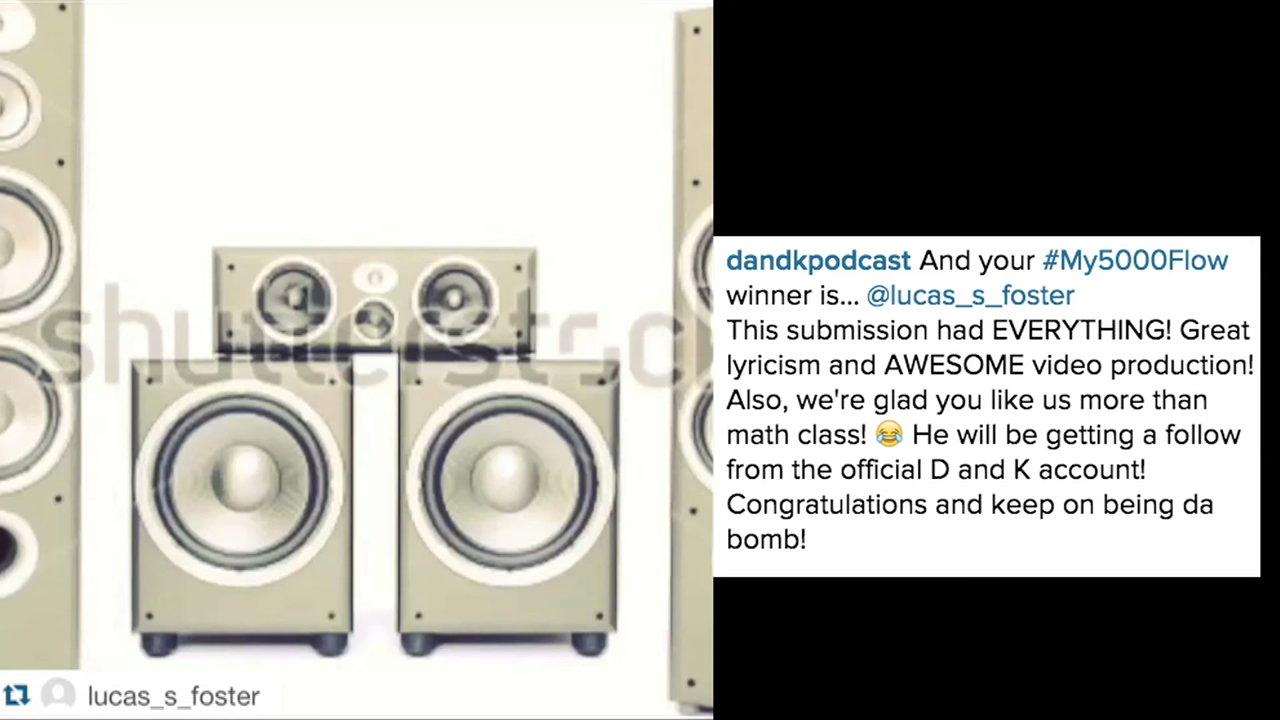 shutterstock
dandkpodcast And your #My5000Flow
winner is... @lucas_s_foster
This submission had EVERYTHING! Great
lyricism and AWESOME video production!
Also, we're glad you like us more than
math class! 😂 He will be getting a follow
from the official D and K account!
Congratulations and keep on being da
bomb!
lucas_s_foster